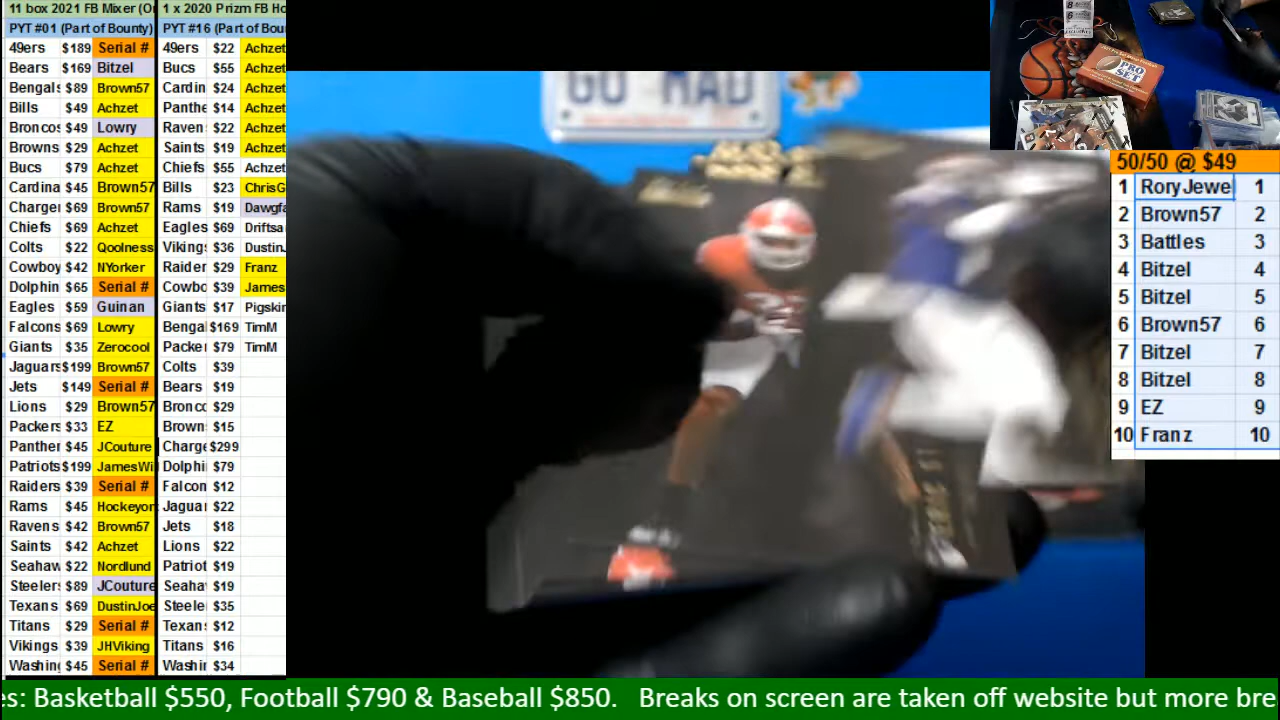 11 box 2021 FB Mixer (O
PYT #01 (Part of Bounty)
49ers $189 Serial #
Bears $169 Bitzel
Bengals $89 Brown57
Bills $49 Achzet
Broncos $49 Lowry
Browns $29 Achzet
Bucs $79 Achzet
Cardina $45 Brown57
Charge $69 Brown57
Chiefs $69 Achzet
Colts $22 Qoolness
Cowboy $42 NYorker
Dolphin $65 Serial #
Eagles $59 Guinan
Falcons $69 Lowry
Giants $35 Zerocool
Jaguars $199 Brown57
Jets $149 Serial #
Lions $29 Brown57
Packers $33 EZ
Panther $45 JCouture
Patriots $199 JamesWi
Raiders $39 Serial #
Rams $45 Hockeyor
Ravens $42 Brown57
Saints $42 Achzet
Seahaw $22 Nordlund
Steelers $89 JCouture
Texans $69 DustinJoe
Titans $29 Serial #
Vikings $39 JHViking
Washin $45 Serial #
1 x 2020 Prizm FB Ho
PYT #16 (Part of Bou
49ers $22 Achzet
Bucs $55 Achzet
Cardin $24 Achzet
Panthe $14 Achzet
Raven $22 Achzet
Saints $19 Achzet
Chiefs $55 Achzet
Bills $23 ChrisG
Rams $19 Dawgfa
Eagles $69 Driftsa
Viking $36 Dustin
Raider $29 Franz
Cowbo $39 James
Giants $17 Pigskin
Benga $169 TimM
Packe $79 TimM
Colts $39
Bears $19
Bronc $29
Brown $15
Charge $299
Dolphi $79
Falcon $12
Jagua $22
Jets $18
Lions $22
Patriot $19
Seaha $19
Steele $35
Texan $12
Titans $16
Washi $34
GO MAD
PRO SET
50/50 @ $49
1 RoryJewel 1
2 Brown57 2
3 Battles 3
4 Bitzel 4
5 Bitzel 5
6 Brown57 6
7 Bitzel 7
8 Bitzel 8
9 EZ 9
10 Franz 10
es: Basketball $550, Football $790 & Baseball $850. Breaks on screen are taken off website but more bre